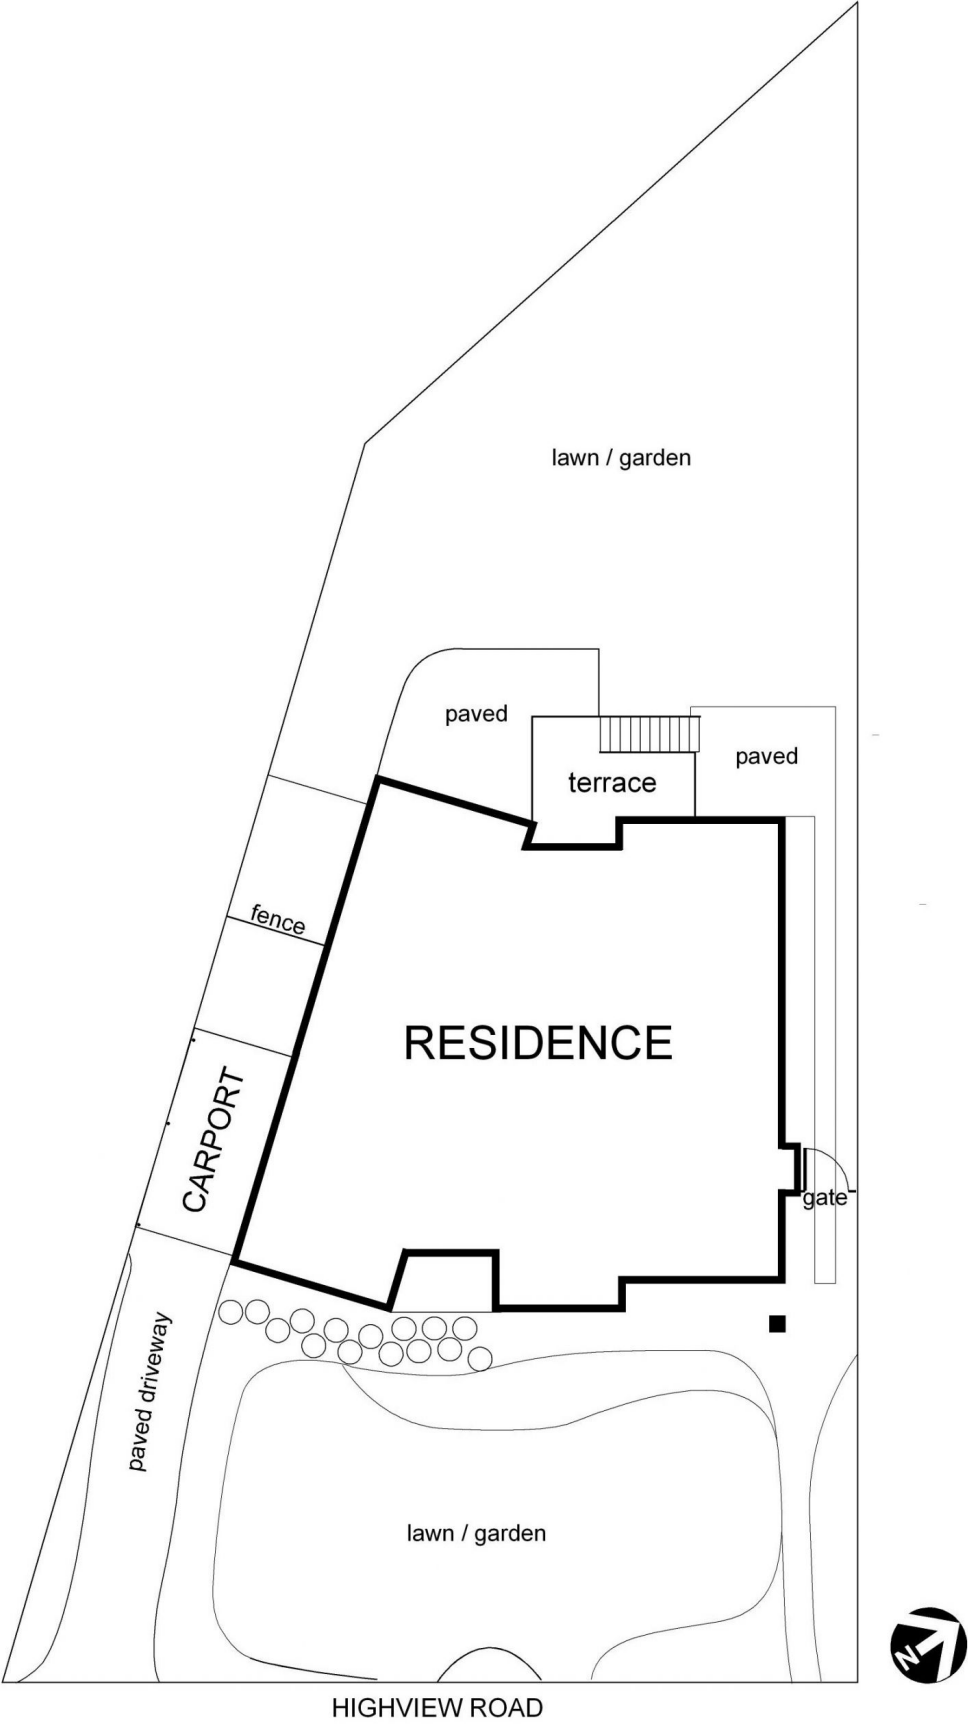 lawn / garden
paved
paved
terrace
fence
RESIDENCE
CARPORT
gate
paved driveway
lawn / garden
N
HIGHVIEW ROAD